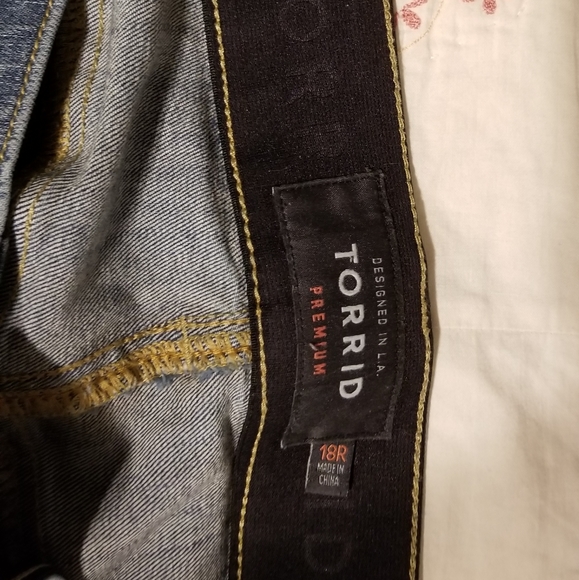 DESIGNED IN L.A.
TORRID
PREMIUM
18R
MADE IN
CHINA